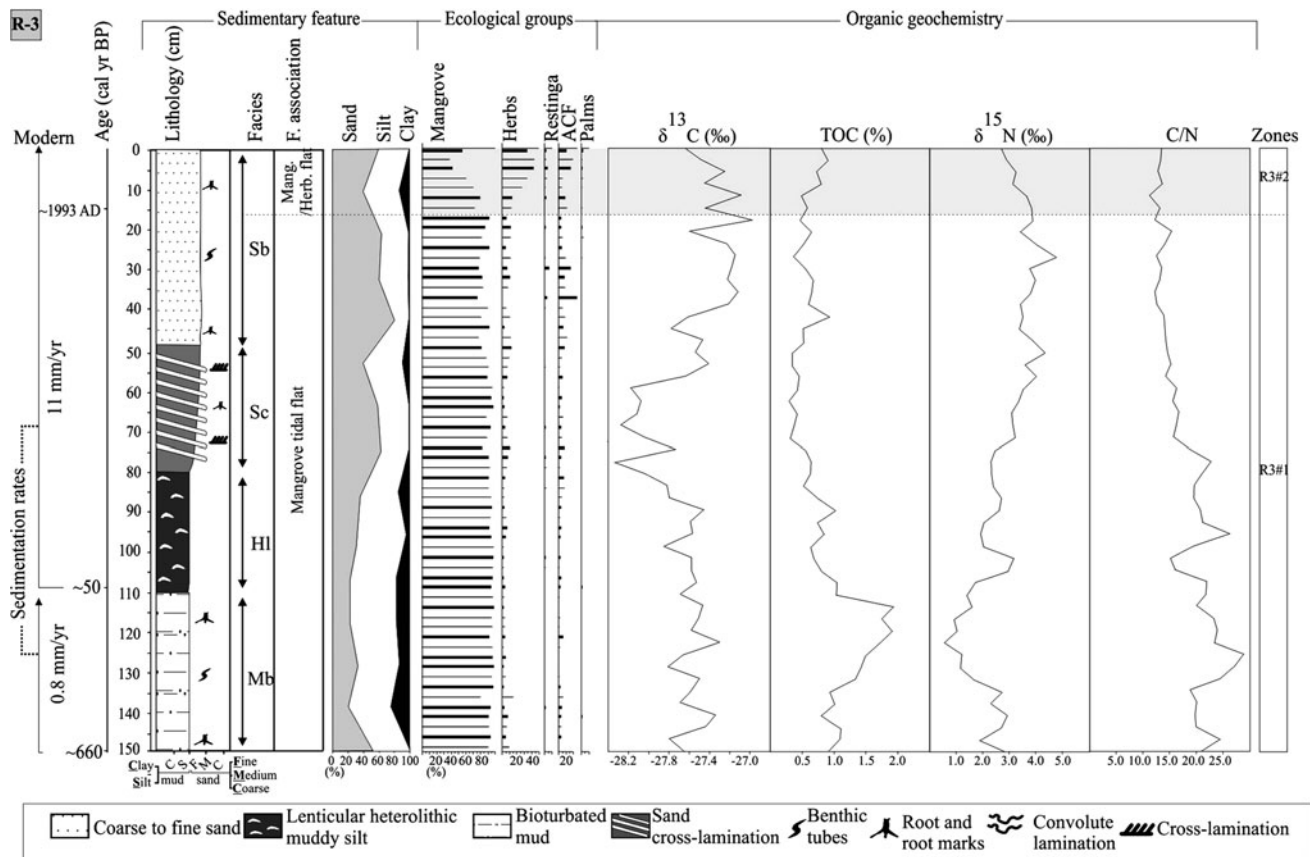 R-3
Sedimentary feature
Ecological groups
Organic geochemistry
Modern
Age (cal yr BP)
Lithology (cm)
Facies
F. association
Sand
Silt
Clay
Mangrove
Herbs
Restinga
ACF
Palms
δ 13 C (‰)
TOC (%)
δ 15 N (‰)
C/N
Zones
0
10
20
30
40
50
60
70
80
90
100
110
120
130
140
150
~1993 AD
~50
~660
11 mm/yr
Sedimentation rates
0.8 mm/yr
Sb
Sc
Hl
Mb
Mang.
/Herb. flat
Mangrove tidal flat
R3#2
R3#1
Clay
Silt
C S F M C
mud sand
Fine
Medium
Coarse
0 20 40 60 80 100
(%)
20 40 60 80
(%)
20 40
20
-28.2 -27.8 -27.4 -27.0
0.5 1.0 1.5 2.0
0.0 1.0 2.0 3.0 4.0 5.0
5.0 10.0 15.0 20.0 25.0
Coarse to fine sand
Lenticular heterolithic
muddy silt
Bioturbated
mud
Sand
cross-lamination
Benthic
tubes
Root and
root marks
Convolute
lamination
Cross-lamination